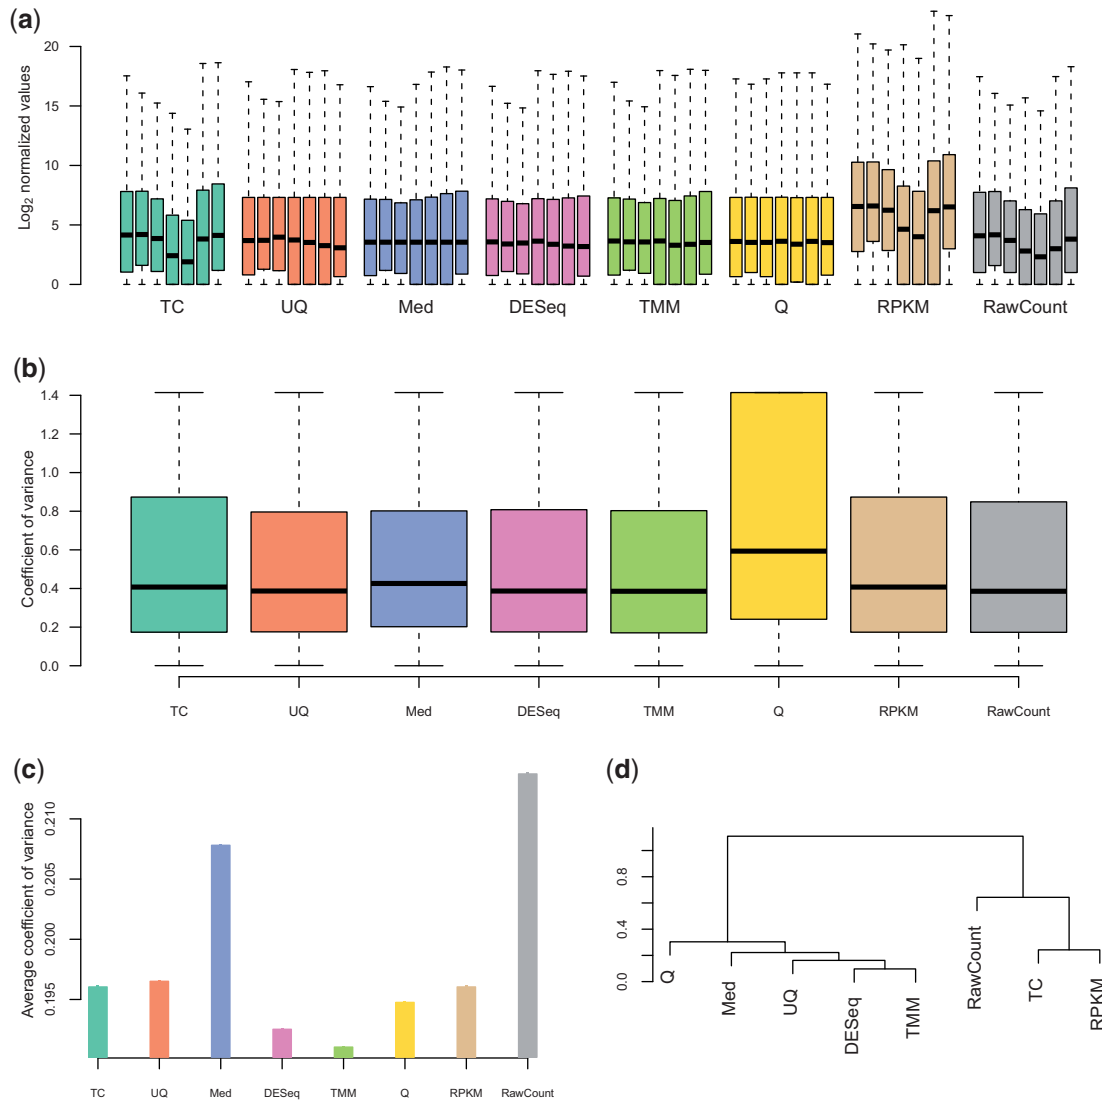 (a)
Log2 normalized values
20
15
10
5
0
TC UQ Med DESeq TMM Q RPKM RawCount
(b)
Coefficient of variance
1.4
1.2
1.0
0.8
0.6
0.4
0.2
0.0
TC UQ Med DESeq TMM Q RPKM RawCount
(c)
Average coefficient of variance
0.210
0.205
0.200
0.195
TC UQ Med DESeq TMM Q RPKM RawCount
(d)
0.8
0.4
0.0
Q
Med
UQ
DESeq
TMM
RawCount
TC
RPKM